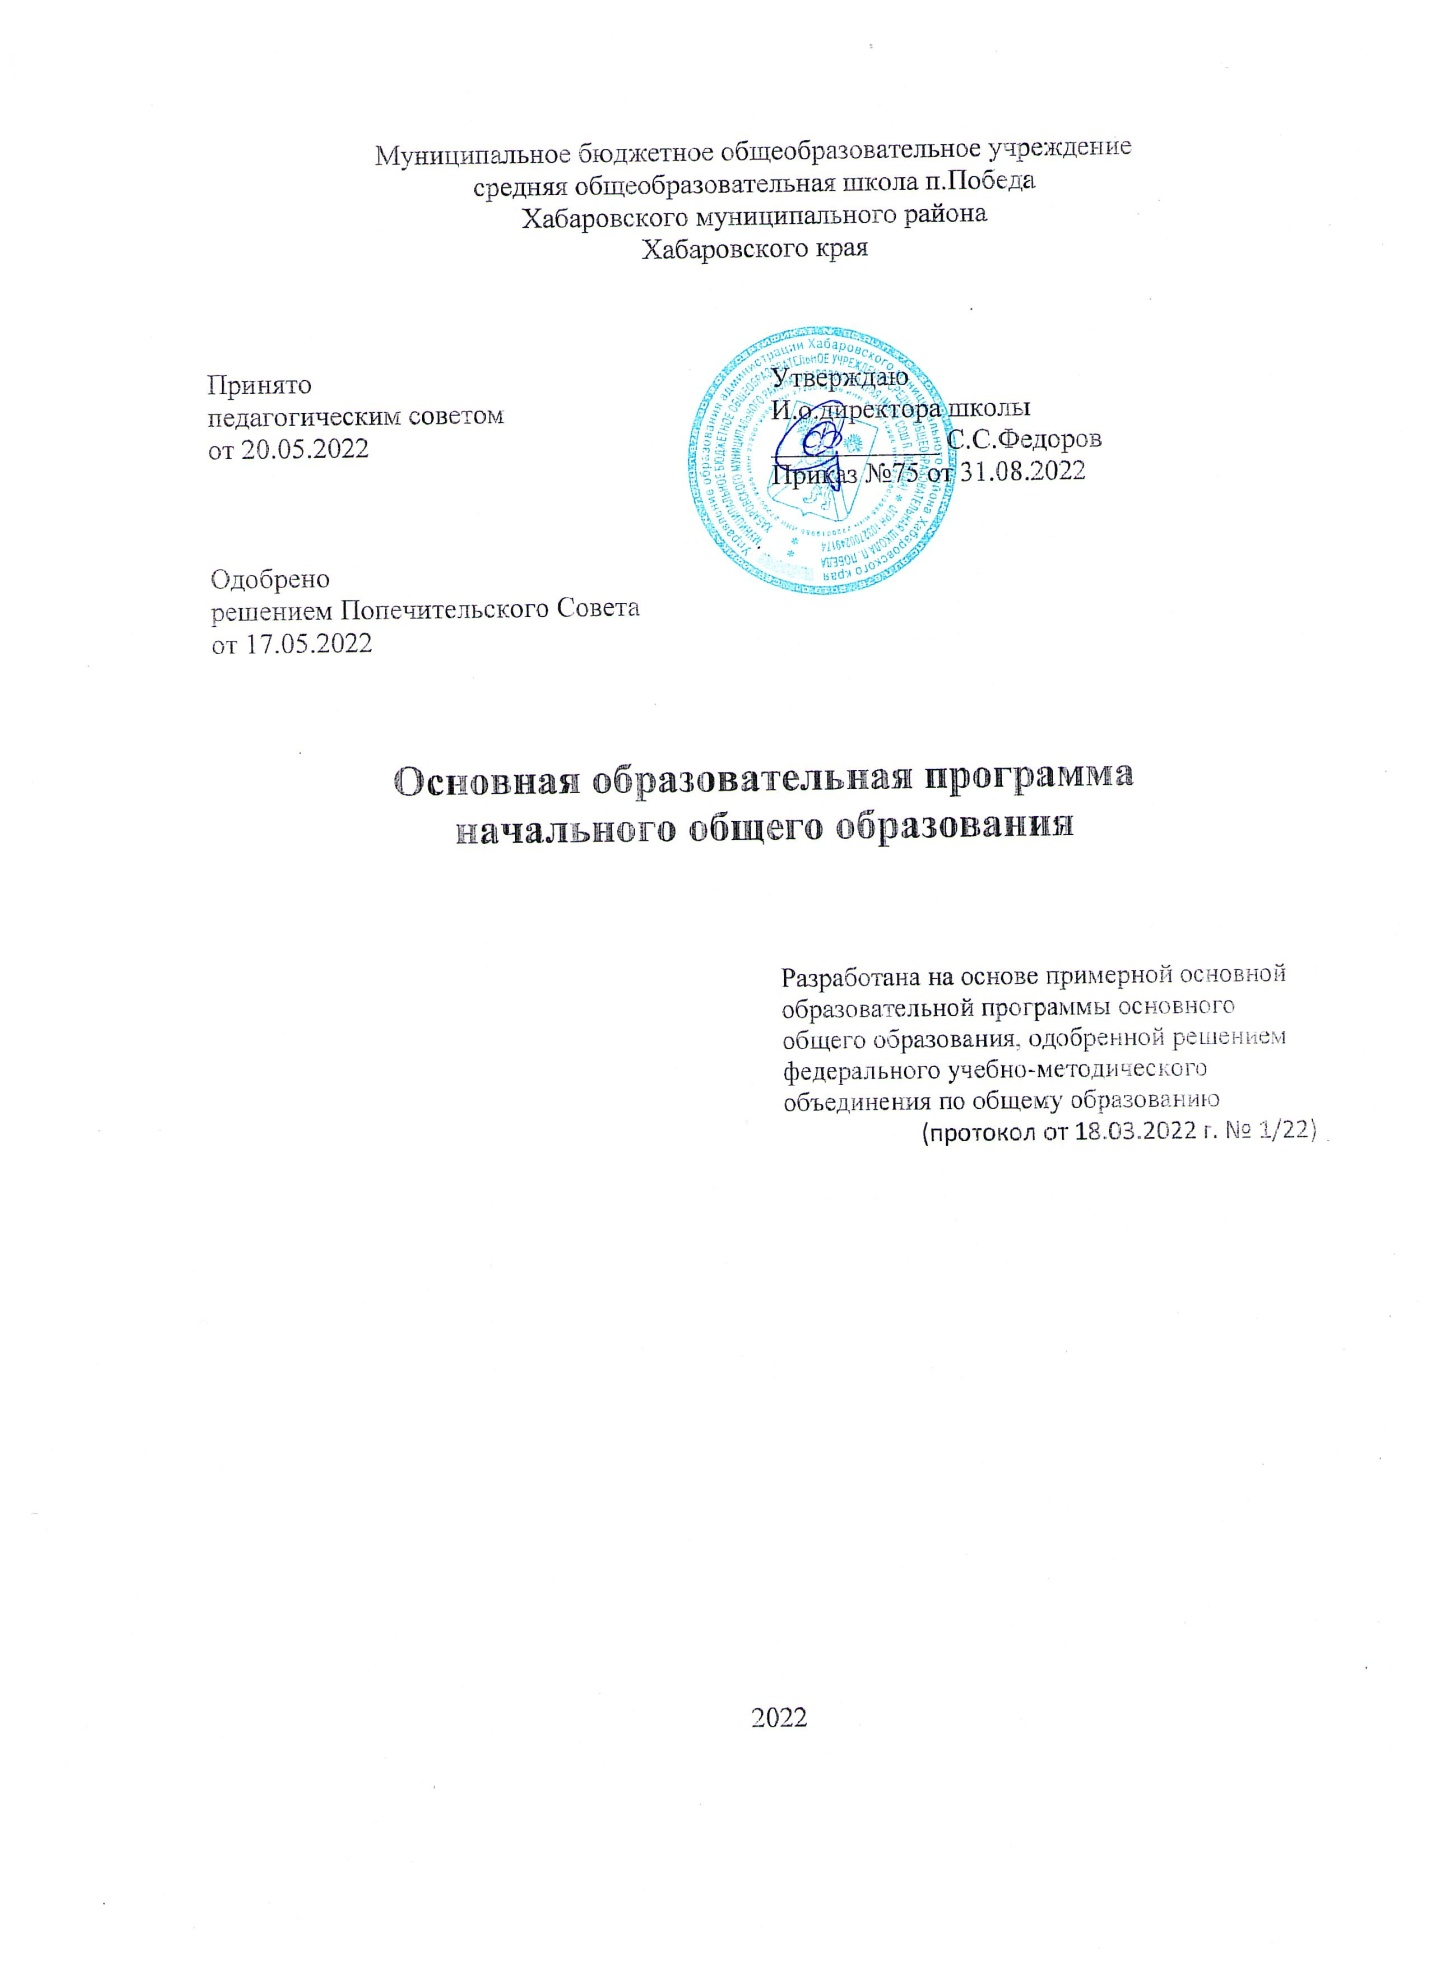 Муниципальное бюджетное общеобразовательное учреждение
средняя общеобразовательная школа п.Победа
Хабаровского муниципального района
Хабаровского края
Принято
педагогическим советом
от 20.05.2022
Утверждаю
И.о.директора школы
____________ С.С.Федоров
Приказ №75 от 31.08.2022
Одобрено
решением Попечительского Совета
от 17.05.2022
Основная образовательная программа
начального общего образования
Разработана на основе примерной основной
образовательной программы основного
общего образования, одобренной решением
федерального учебно-методического
объединения по общему образованию
(протокол от 18.03.2022 г. № 1/22)
2022